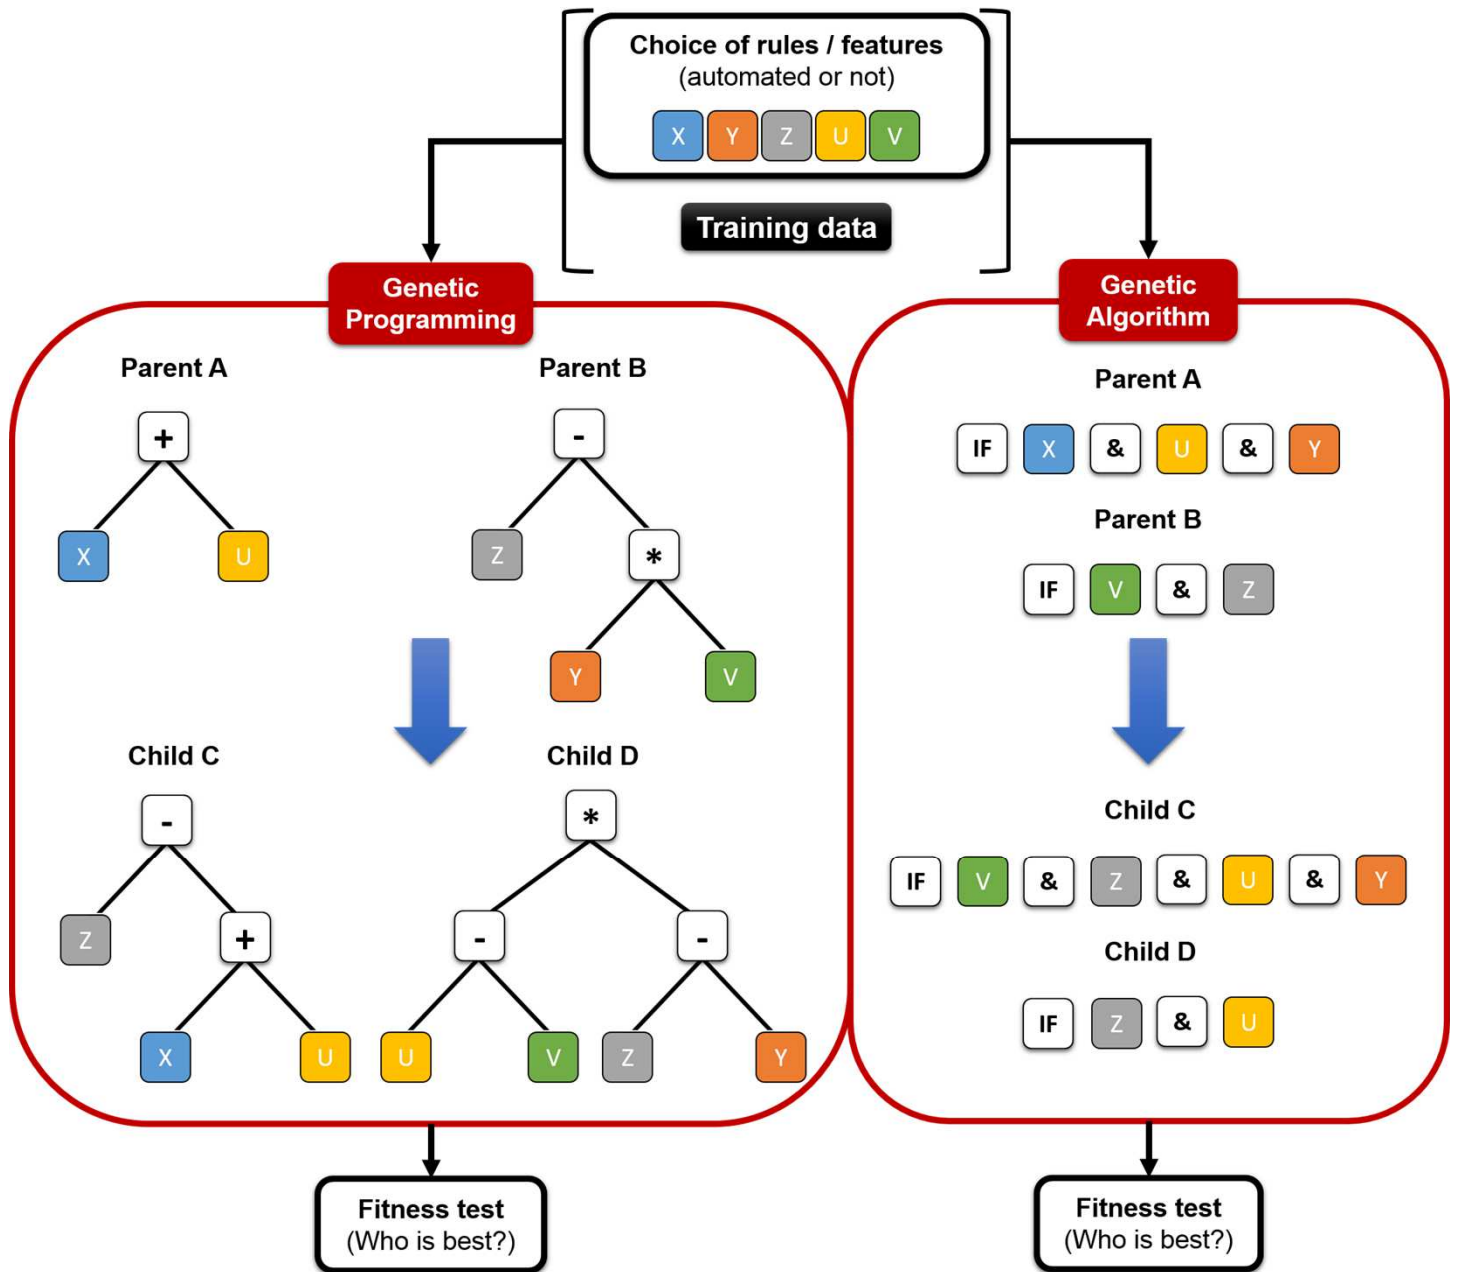 Choice of rules / features
(automated or not)
X Y Z U V
Training data
Genetic
Programming
Parent A
Parent B
+
-
X
U
Z
*
Y
V
Child C
Child D
-
*
Z
+
-
-
X
U
U
V
Z
Y
Fitness test
(Who is best?)
Genetic
Algorithm
Parent A
IF X & U & Y
Parent B
IF V & Z
Child C
IF V & Z & U & Y
Child D
IF Z & U
Fitness test
(Who is best?)